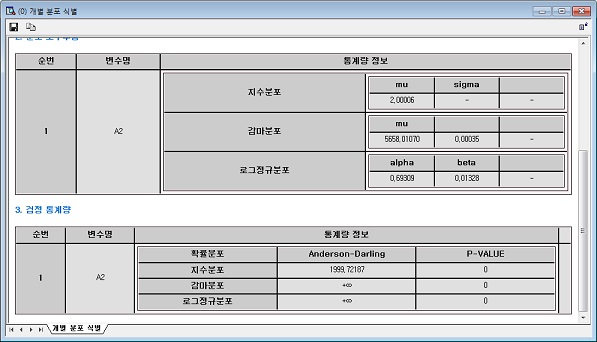 (0) 개별 분포 식별
순번 변수명 통계량 정보
1 A2 지수분포 mu sigma
2,00006 - -
감마분포 mu
5658,01070 0,00035 -
로그정규분포 alpha beta
0,69309 0,01328 -
3. 검정 통계량
순번 변수명 통계량 정보
1 A2 확률분포 Anderson-Darling P-VALUE
지수분포 1999,72187 0
감마분포 +∞ 0
로그정규분포 +∞ 0
개별 분포 식별